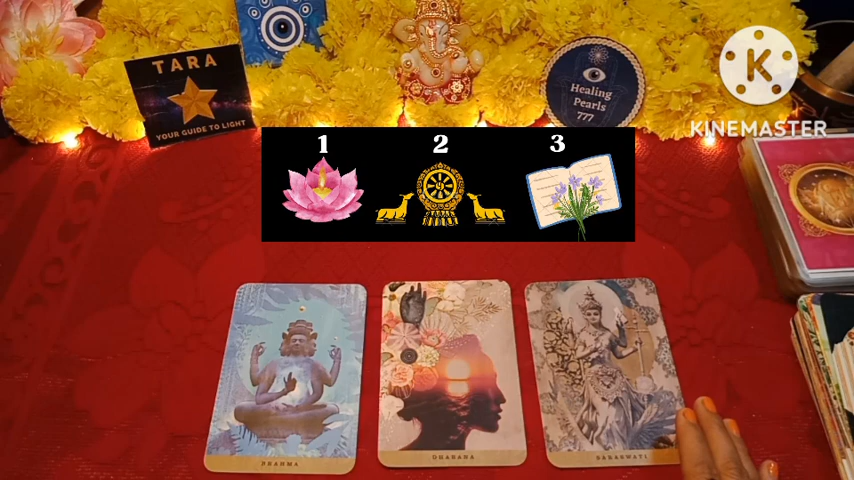 TARA
YOUR GUIDE TO LIGHT
Healing
Pearls
777
K
KINEMASTER
1
2
3
BRAHMA
DHARANA
SARASWATI